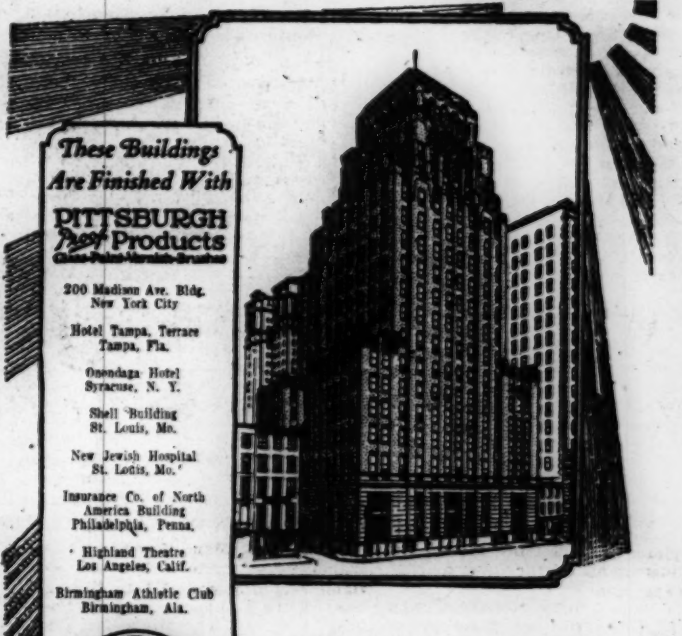 These Buildings
Are Finished With
PITTSBURGH
Proof Products
Glass-Paint-Varnish-Brushes
200 Madison Ave. Bldg.
New York City
Hotel Tampa, Terrace
Tampa, Fla.
Onondaga Hotel
Syracuse, N. Y.
Shell Building
St. Louis, Mo.
New Jewish Hospital
St. Louis, Mo.
Insurance Co. of North
America Building
Philadelphia, Penna.
Highland Theatre
Los Angeles, Calif.
Birmingham Athletic Club
Birmingham, Ala.